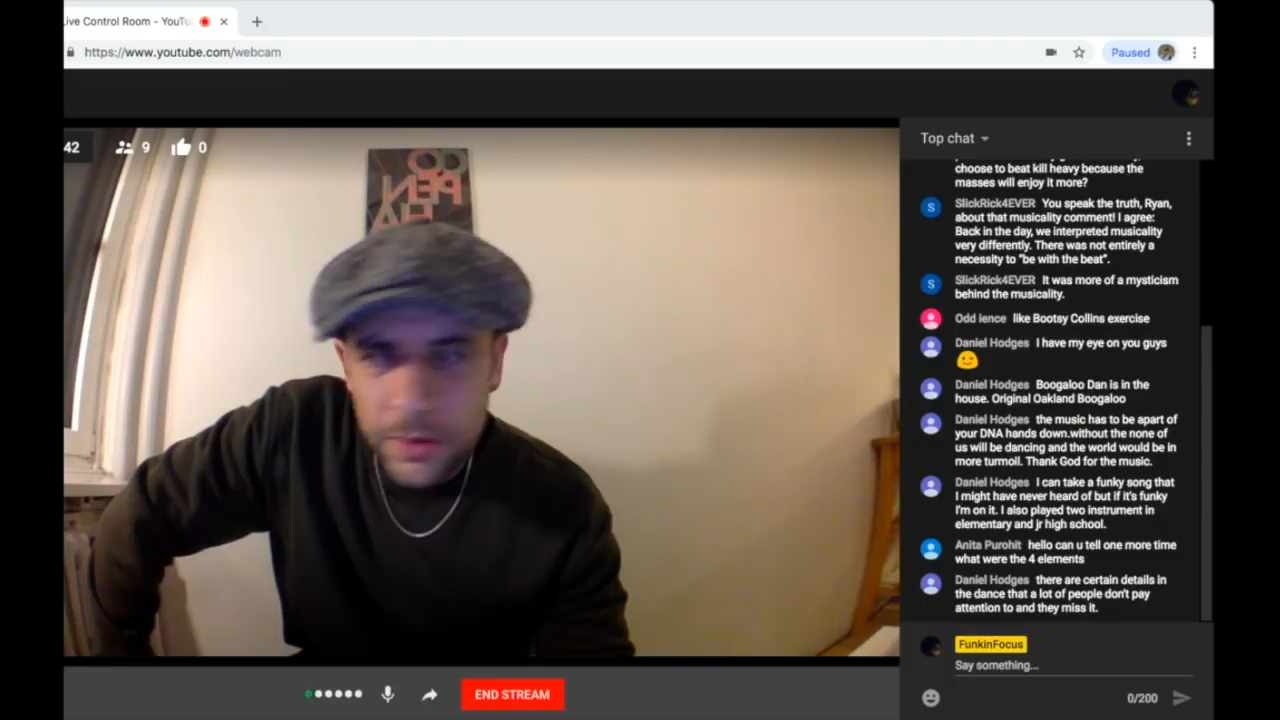 Live Control Room - YouTu
https://www.youtube.com/webcam
Paused
42
9
0
CO
PEN
HA
Top chat
choose to beat kill heavy because the
masses will enjoy it more?
SlickRick4EVER You speak the truth, Ryan,
about that musicality comment! I agree:
Back in the day, we interpreted musicality
very differently. There was not entirely a
necessity to "be with the beat".
SlickRick4EVER It was more of a mysticism
behind the musicality.
Odd Ience like Bootsy Collins exercise
Daniel Hodges I have my eye on you guys
Daniel Hodges Boogaloo Dan is in the
house. Original Oakland Boogaloo
Daniel Hodges the music has to be apart of
your DNA hands down.without the none of
us will be dancing and the world would be in
more turmoil. Thank God for the music.
Daniel Hodges I can take a funky song that
I might have never heard of but if it's funky
I'm on it. I also played two instrument in
elementary and jr high school.
Anita Purohit hello can u tell one more time
what were the 4 elements
Daniel Hodges there are certain details in
the dance that a lot of people don't pay
attention to and they miss it.
FunkinFocus
Say something...
0/200
END STREAM